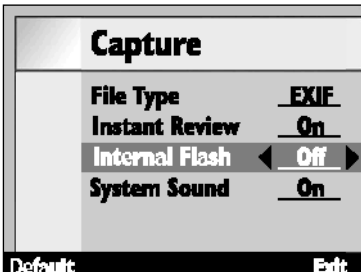 Capture
File Type EXIF
Instant Review On
Internal Flash Off
System Sound On
Default Exit